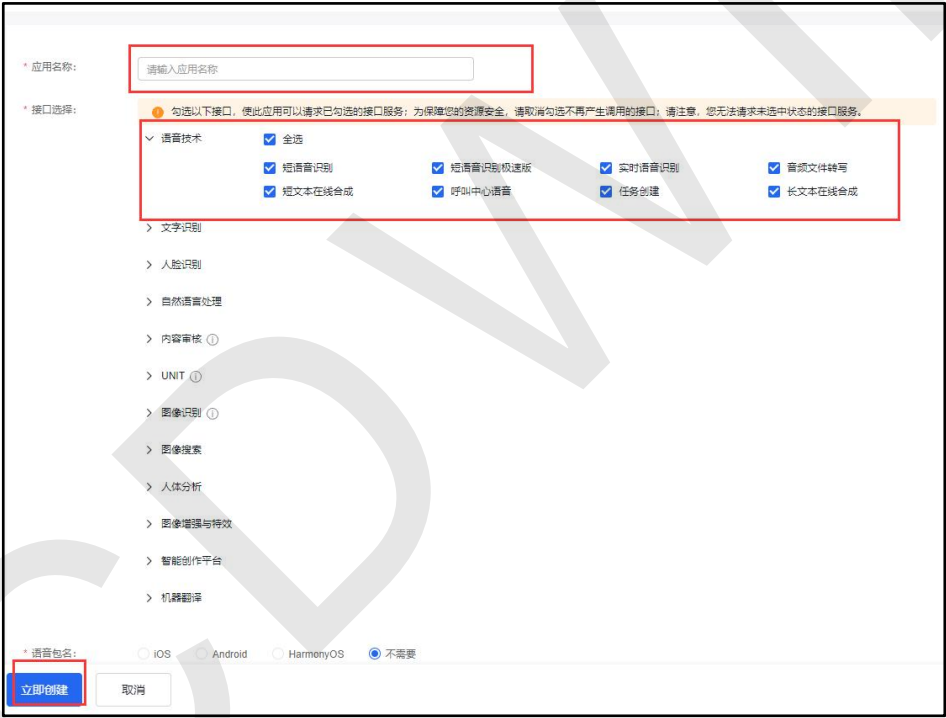 * 应用名称:
请输入应用名称
* 接口选择:
勾选以下接口,使此应用可以请求已勾选的接口服务;为保障您的资源安全,请取消勾选不再产生调用的接口;请注意,您无法请求未选中状态的接口服务。
语音技术 全选
短语音识别 短语音识别极速版 实时语音识别 音频文件转写
短文本在线合成 呼叫中心语音 任务创建 长文本在线合成
文字识别
人脸识别
自然语言处理
内容审核
UNIT
图像识别
图像搜索
人体分析
图像增强与特效
智能创作平台
机器翻译
* 语音包名: iOS Android HarmonyOS 不需要
立即创建 取消